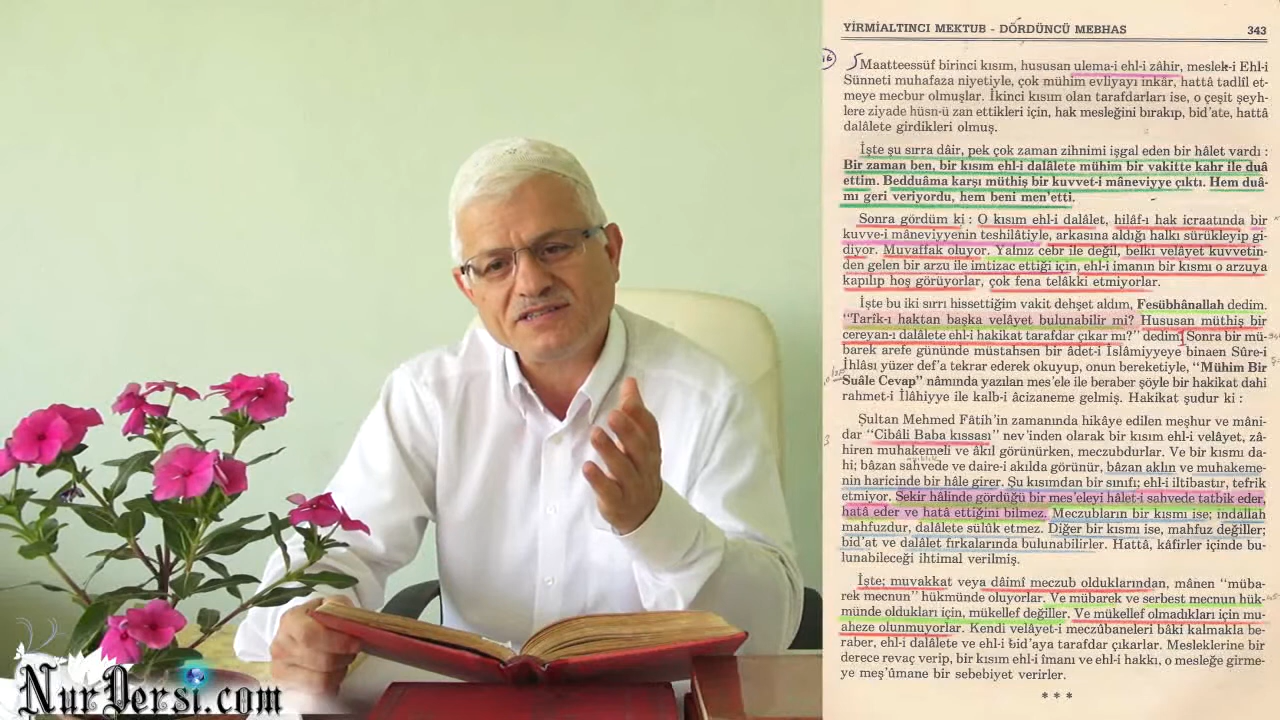 YİRMİALTINCI MEKTUB - DÖRDÜNCÜ MEBHAS 343
Maatteessüf birinci kısım, hususan ulema-i ehl-i zâhir, meslek-i Ehl-i
Sünneti muhafaza niyetiyle, çok mühim evliyayı inkâr, hattâ tadlîl et-
meye mecbur olmuşlar. İkinci kısım olan tarafdarları ise, o çeşit şeyh-
lere ziyade hüsn-ü zan ettikleri için, hak mesleğini bırakıp, bid'ate, hattâ
dalâlete girdikleri olmuş.
İşte şu sırra dâir, pek çok zaman zihnimi işgal eden bir hâlet vardı :
Bir zaman ben, bir kısım ehl-i dalâlete mühim bir vakitte kahr ile duâ
ettim. Bedduâma karşı müthiş bir kuvvet-i mâneviyye çıktı. Hem duâ-
mı geri veriyordu, hem beni men'etti.
Sonra gördüm ki : O kısım ehl-i dalâlet, hilâf-ı hak icraatında bir
kuvve-i mâneviyyenin teshilâtiyle, arkasına aldığı halkı sürükleyip gi-
diyor. Muvaffak oluyor. Yalnız cebr ile değil, belki velâyet kuvvetin-
den gelen bir arzu ile imtizac ettiği için, ehl-i imanın bir kısmı o arzuya
kapılıp hoş görüyorlar, çok fena telâkki etmiyorlar.
İşte bu iki sırrı hissettiğim vakit dehşet aldım, Fesübhânallah dedim.
"Tarîk-ı haktan başka velâyet bulunabilir mi? Hususan müthiş bir
cereyan-ı dalâlete ehl-i hakikat tarafdar çıkar mı?" dedim. Sonra bir mü-
barek arefe gününde müstahsen bir âdet-i İslâmiyyeye binaen Sûre-i
İhlâsı yüzer def'a tekrar ederek okuyup, onun bereketiyle, "Mühim Bir
Suâle Cevap" nâmında yazılan mes'ele ile beraber şöyle bir hakikat dahi
rahmet-i İlâhiyye ile kalb-i âcizaneme gelmiş. Hakikat şudur ki :
Şultan Mehmed Fâtih'in zamanında hikâye edilen meşhur ve mâni-
dar "Cibâli Baba kıssası" nev'inden olarak bir kısım ehl-i velâyet, zâ-
hiren muhakemeli ve âkıl görünürken, meczubdurlar. Ve bir kısmı da-
hi; bâzan sahvede ve daire-i akılda görünür, bâzan aklın ve muhakeme-
nin haricinde bir hâle girer. Şu kısımdan bir sınıfı; ehl-i iltibastır, tefrik
etmiyor. Sekir hâlinde gördüğü bir mes'eleyi hâlet-i sahvede tatbik eder,
hatâ eder ve hatâ ettiğini bilmez. Meczubların bir kısmı ise; indallah
mahfuzdur, dalâlete sülûk etmez. Diğer bir kısmı ise, mahfuz değiller;
bid'at ve dalâlet fırkalarında bulunabilirler. Hattâ, kâfirler içinde bu-
lunabileceği ihtimal verilmiş.
İşte; muvakkat veya dâimî meczub olduklarından, mânen "müba-
rek mecnun" hükmünde oluyorlar. Ve mübarek ve serbest mecnun hük-
münde oldukları için, mükellef değiller. Ve mükellef olmadıkları için mu-
aheze olunmuyorlar. Kendi velâyet-i meczûbaneleri bâki kalmakla be-
raber, ehl-i dalâlete ve ehl-i bid'aya tarafdar çıkarlar. Mesleklerine bir
derece revaç verip, bir kısım ehl-i îmanı ve ehl-i hakkı, o mesleğe girme-
ye meş'ûmane bir sebebiyet verirler.
* * *
NurDersi.com